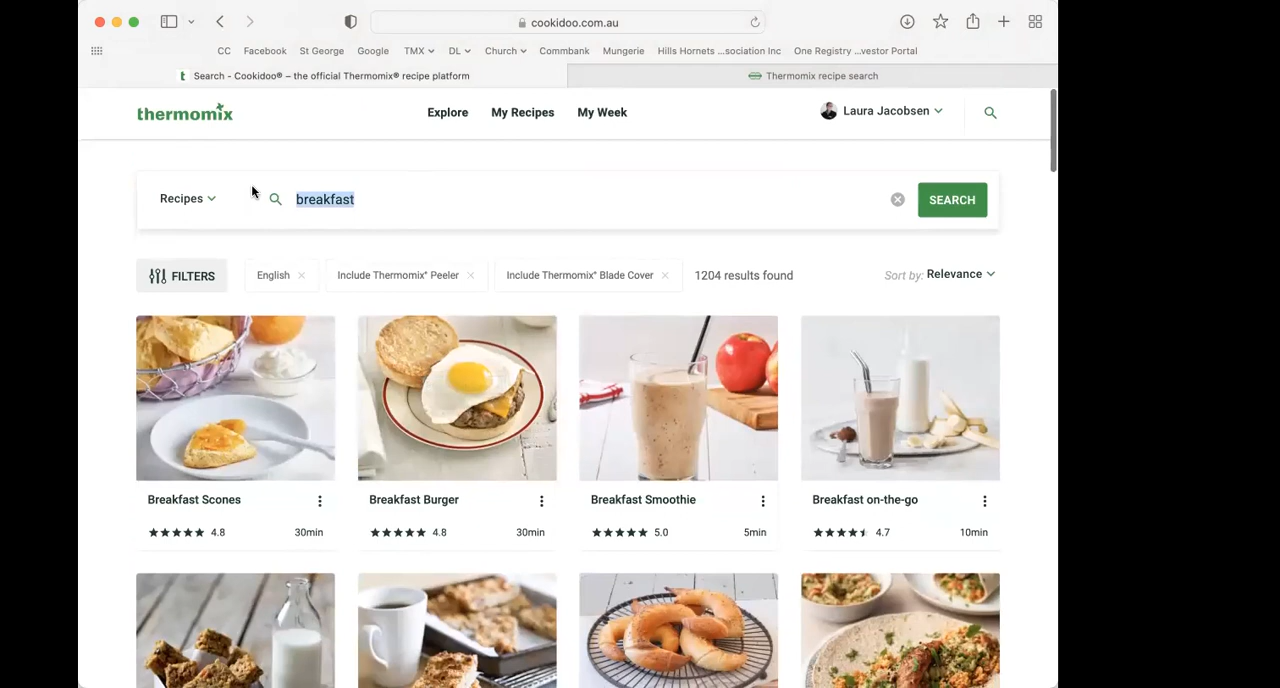 cookidoo.com.au
CC Facebook St George Google TMX DL Church Commbank Mungerie Hills Hornets ...sociation Inc One Registry ...vestor Portal
t Search - Cookidoo® – the official Thermomix® recipe platform Thermomix recipe search
thermomix Explore My Recipes My Week Laura Jacobsen
Recipes breakfast SEARCH
FILTERS English Include Thermomix® Peeler Include Thermomix® Blade Cover 1204 results found Sort by: Relevance
Breakfast Scones Breakfast Burger Breakfast Smoothie Breakfast on-the-go
4.8 30min 4.8 30min 5.0 5min 4.7 10min